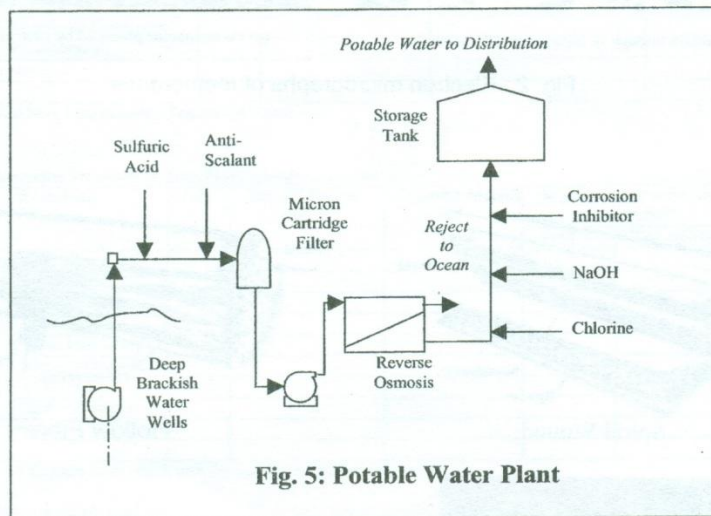 Potable Water to Distribution
Storage
Tank
Sulfuric
Acid
Anti-
Scalant
Micron
Cartridge
Filter
Corrosion
Inhibitor
Reject
to
Ocean
NaOH
Chlorine
Deep
Brackish
Water
Wells
Reverse
Osmosis
Fig. 5: Potable Water Plant